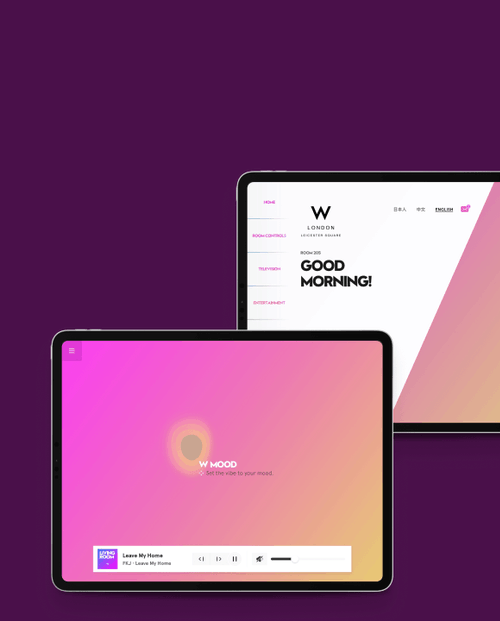 HOME
ROOM CONTROLS
TELEVISION
ENTERTAINMENT
W
LONDON
LEICESTER SQUARE
日本人
中文
ENGLISH
ROOM 305
GOOD
MORNING!
W MOOD
Set the vibe to your mood.
LIVING
ROOM
Leave My Home
FKJ · Leave My Home